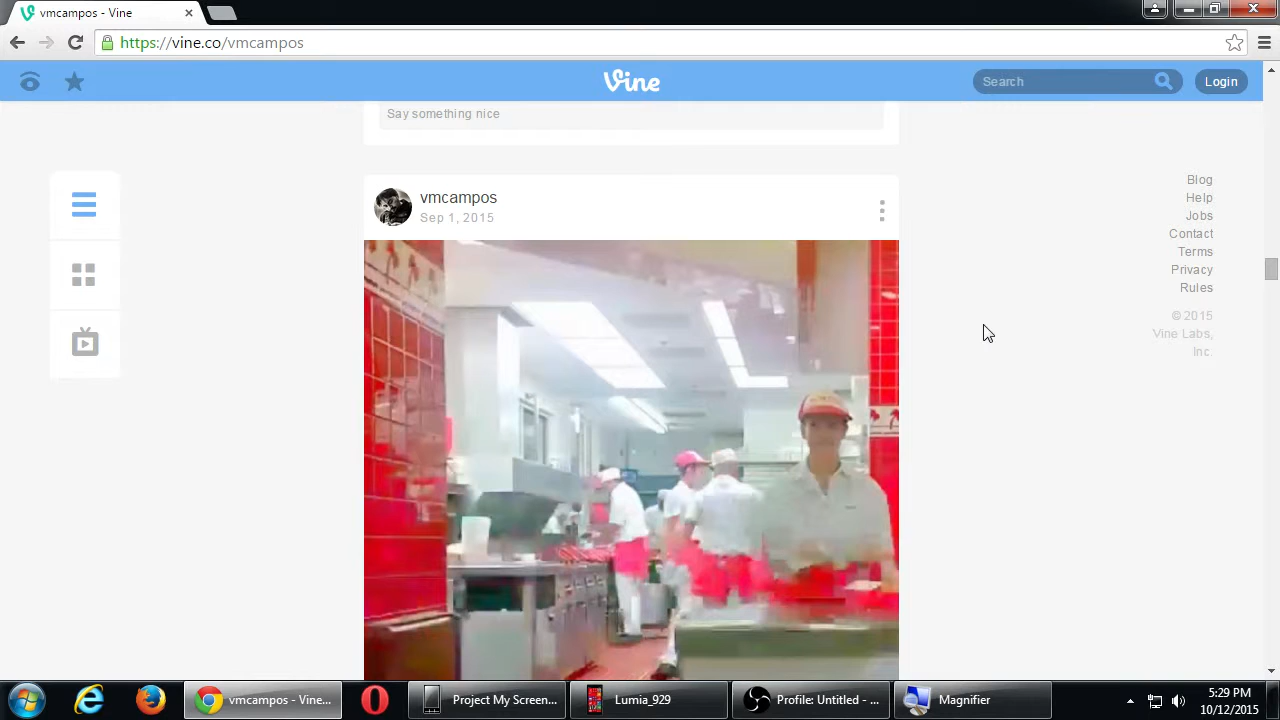 vmcampos - Vine
https://vine.co/vmcampos
Vine
Search
Login
Say something nice
vmcampos
Sep 1, 2015
Blog
Help
Jobs
Contact
Terms
Privacy
Rules
© 2015
Vine Labs,
Inc.
vmcampos - Vine...
Project My Screen...
Lumia_929
Profile: Untitled - ...
Magnifier
5:29 PM
10/12/2015